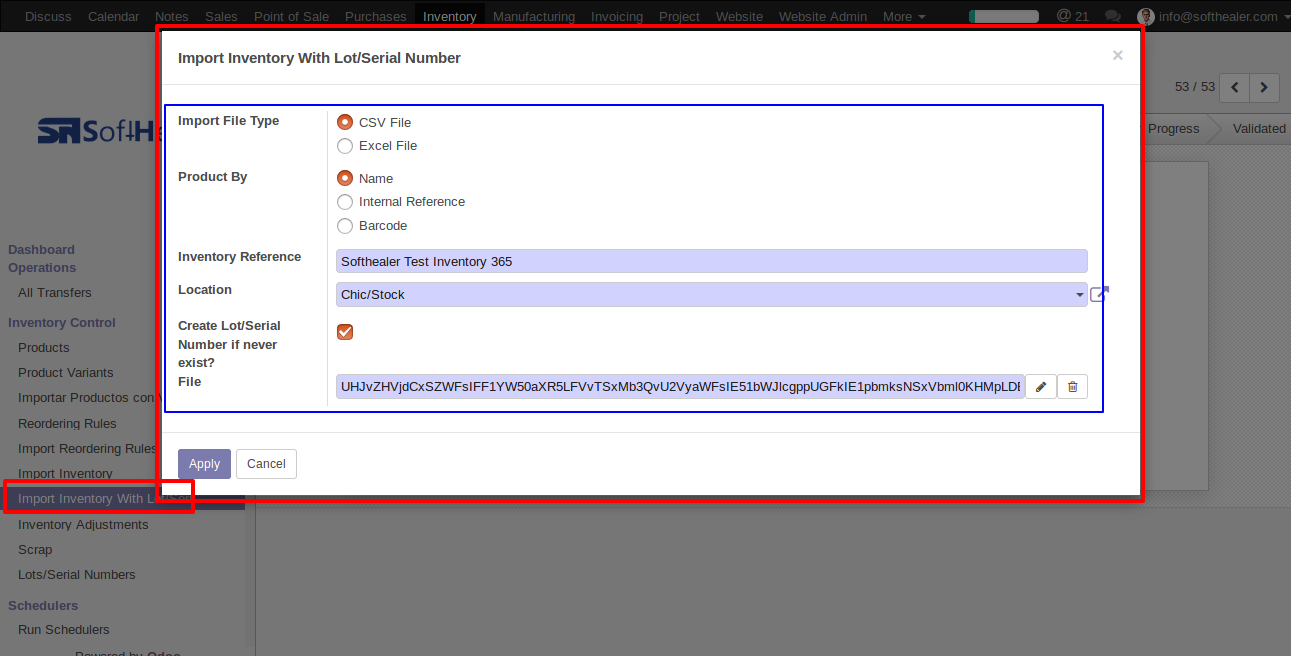 Discuss Calendar Notes Sales Point of Sale Purchases Inventory Manufacturing Invoicing Project Website Website Admin More @ 21 info@softhealer.com
Import Inventory With Lot/Serial Number ×
53 / 53
Progress Validated
SoftHea
Import File Type
CSV File
Excel File
Product By
Name
Internal Reference
Barcode
Inventory Reference
Softhealer Test Inventory 365
Location
Chic/Stock
Create Lot/Serial
Number if never
exist?
File
Apply Cancel
Dashboard
Operations
All Transfers
Inventory Control
Products
Product Variants
Importar Productos con
Reordering Rules
Import Reordering Rules
Import Inventory
Import Inventory With
Inventory Adjustments
Scrap
Lots/Serial Numbers
Schedulers
Run Schedulers
Powered by Odoo